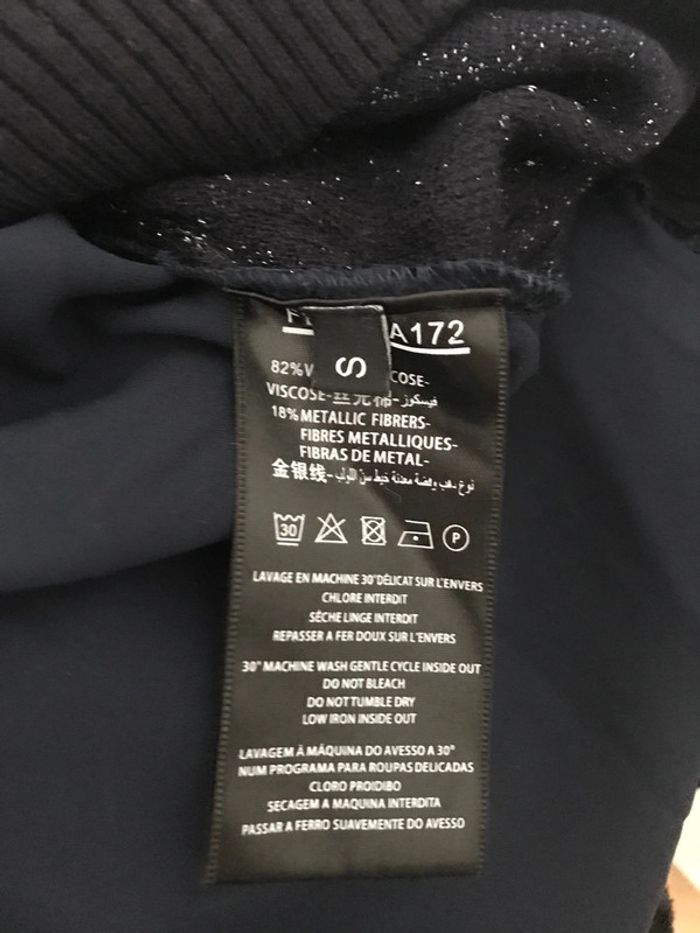 A172
S
82%
VISCOSE-
فيسكوز-
18% METALLIC FIBRERS-
FIBRES METALLIQUES-
FIBRAS DE METAL-
金银线-
30
P
LAVAGE EN MACHINE 30°DÉLICAT SUR L'ENVERS
CHLORE INTERDIT
SÈCHE LINGE INTERDIT
REPASSER A FER DOUX SUR L'ENVERS
30° MACHINE WASH GENTLE CYCLE INSIDE OUT
DO NOT BLEACH
DO NOT TUMBLE DRY
LOW IRON INSIDE OUT
LAVAGEM À MÁQUINA DO AVESSO A 30°
NUM PROGRAMA PARA ROUPAS DELICADAS
CLORO PROIDIBO
SECAGEM A MAQUINA INTERDITA
PASSAR A FERRO SUAVEMENTE DO AVESSO